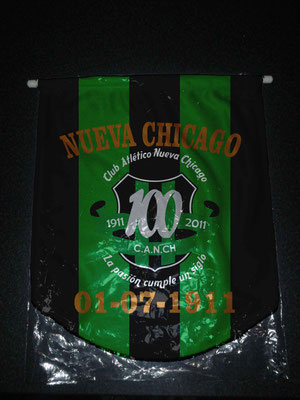 NUEVA CHICAGO
Club Atlético Nueva Chicago
100
1911 2011
C.A.N.CH
La pasión cumple un siglo
01-07-1911